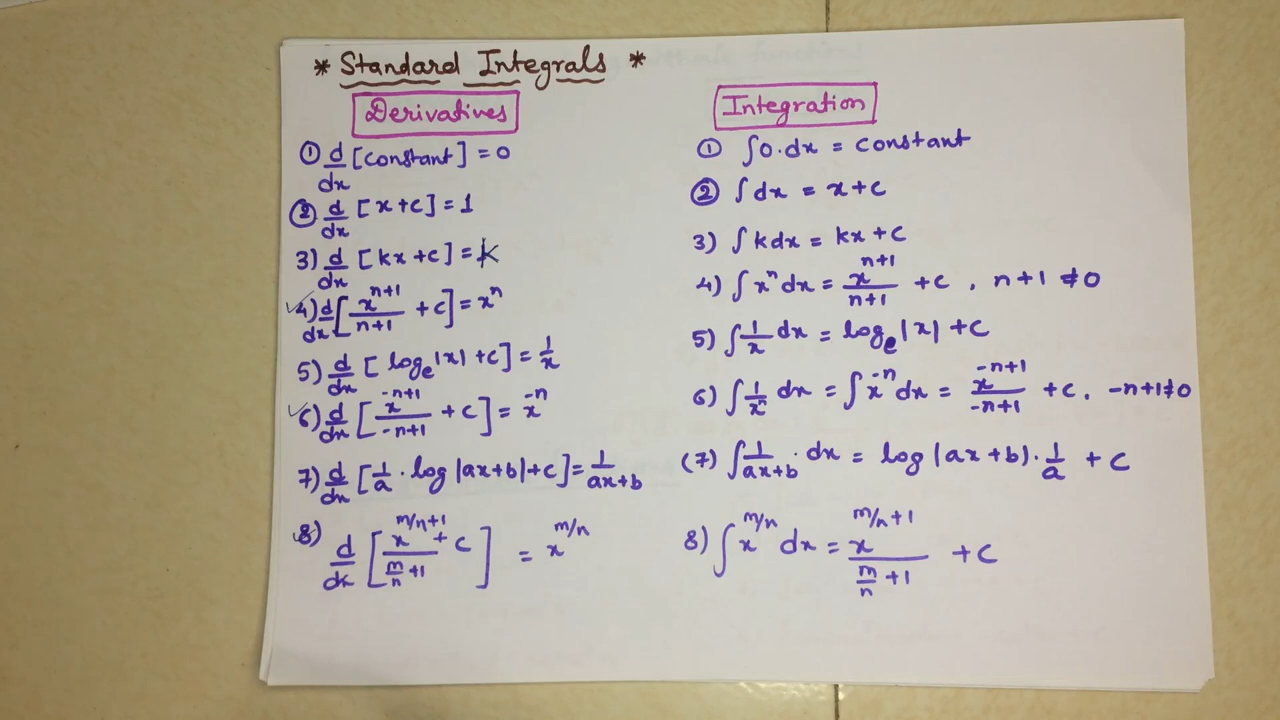 * Standard Integrals *
Derivatives
① d/dx [constant] = 0
② d/dx [x+c] = 1
3) d/dx [kx+c] = k
4) d/dx [x^(n+1)/(n+1) + c] = x^n
5) d/dx [log_e|x| + c] = 1/x
6) d/dx [x^(-n+1)/(-n+1) + c] = x^(-n)
7) d/dx [1/a · log|ax+b| + c] = 1/(ax+b)
8) d/dx [x^(m/n+1)/(m/n+1) + c] = x^(m/n)
Integration
① ∫0·dx = constant
② ∫dx = x+c
3) ∫kdx = kx+c
4) ∫x^n dx = x^(n+1)/(n+1) + c, n+1 ≠ 0
5) ∫1/x dx = log_e|x| + c
6) ∫1/x^n dx = ∫x^(-n) dx = x^(-n+1)/(-n+1) + c, -n+1≠0
(7) ∫1/(ax+b) · dx = log|ax+b)· 1/a + c
8) ∫x^(m/n) dx = x^(m/n+1)/(m/n+1) + c